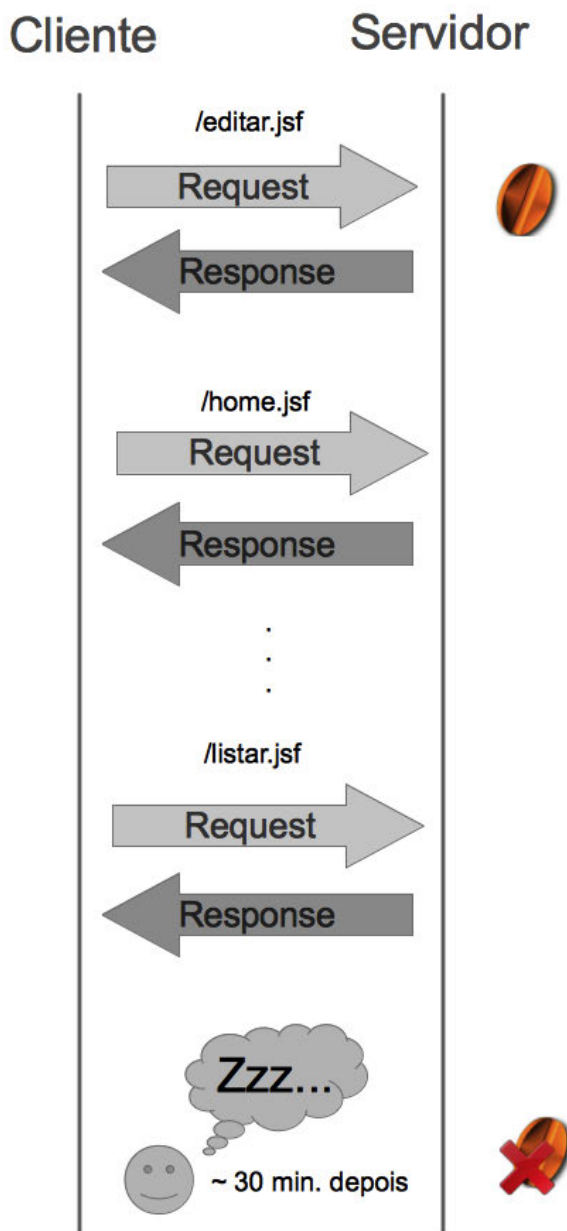 Cliente Servidor
/editar.jsf
Request
Response
/home.jsf
Request
Response
.
.
.
/listar.jsf
Request
Response
Zzz...
~ 30 min. depois